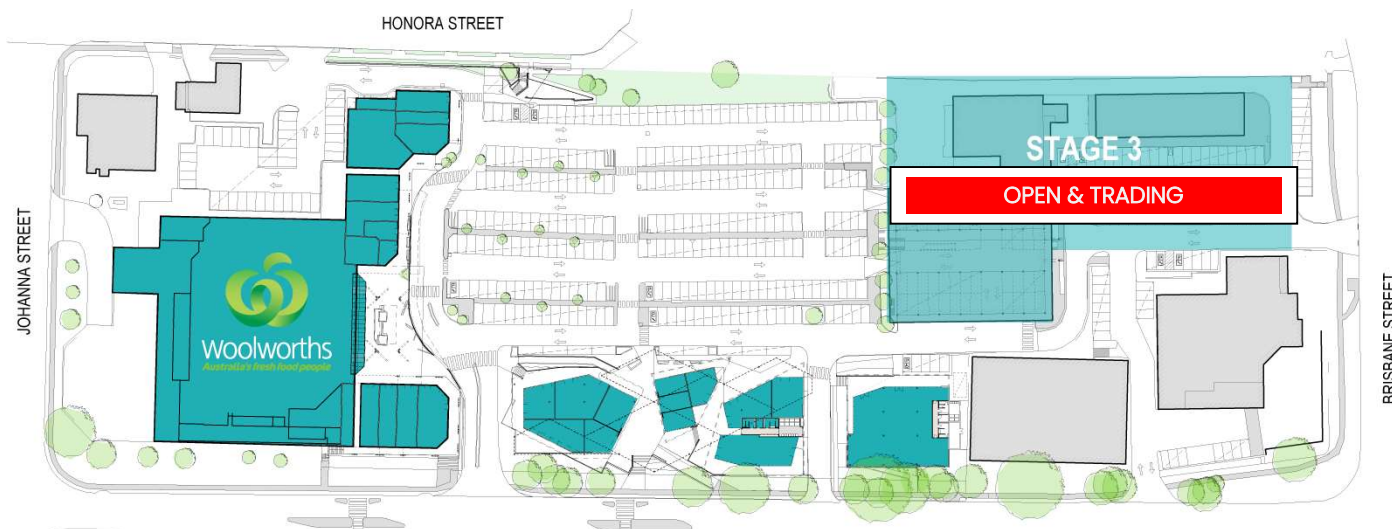 HONORA STREET
STAGE 3
OPEN & TRADING
JOHANNA STREET
Woolworths
Australia's fresh food people
BRISBANE STREET